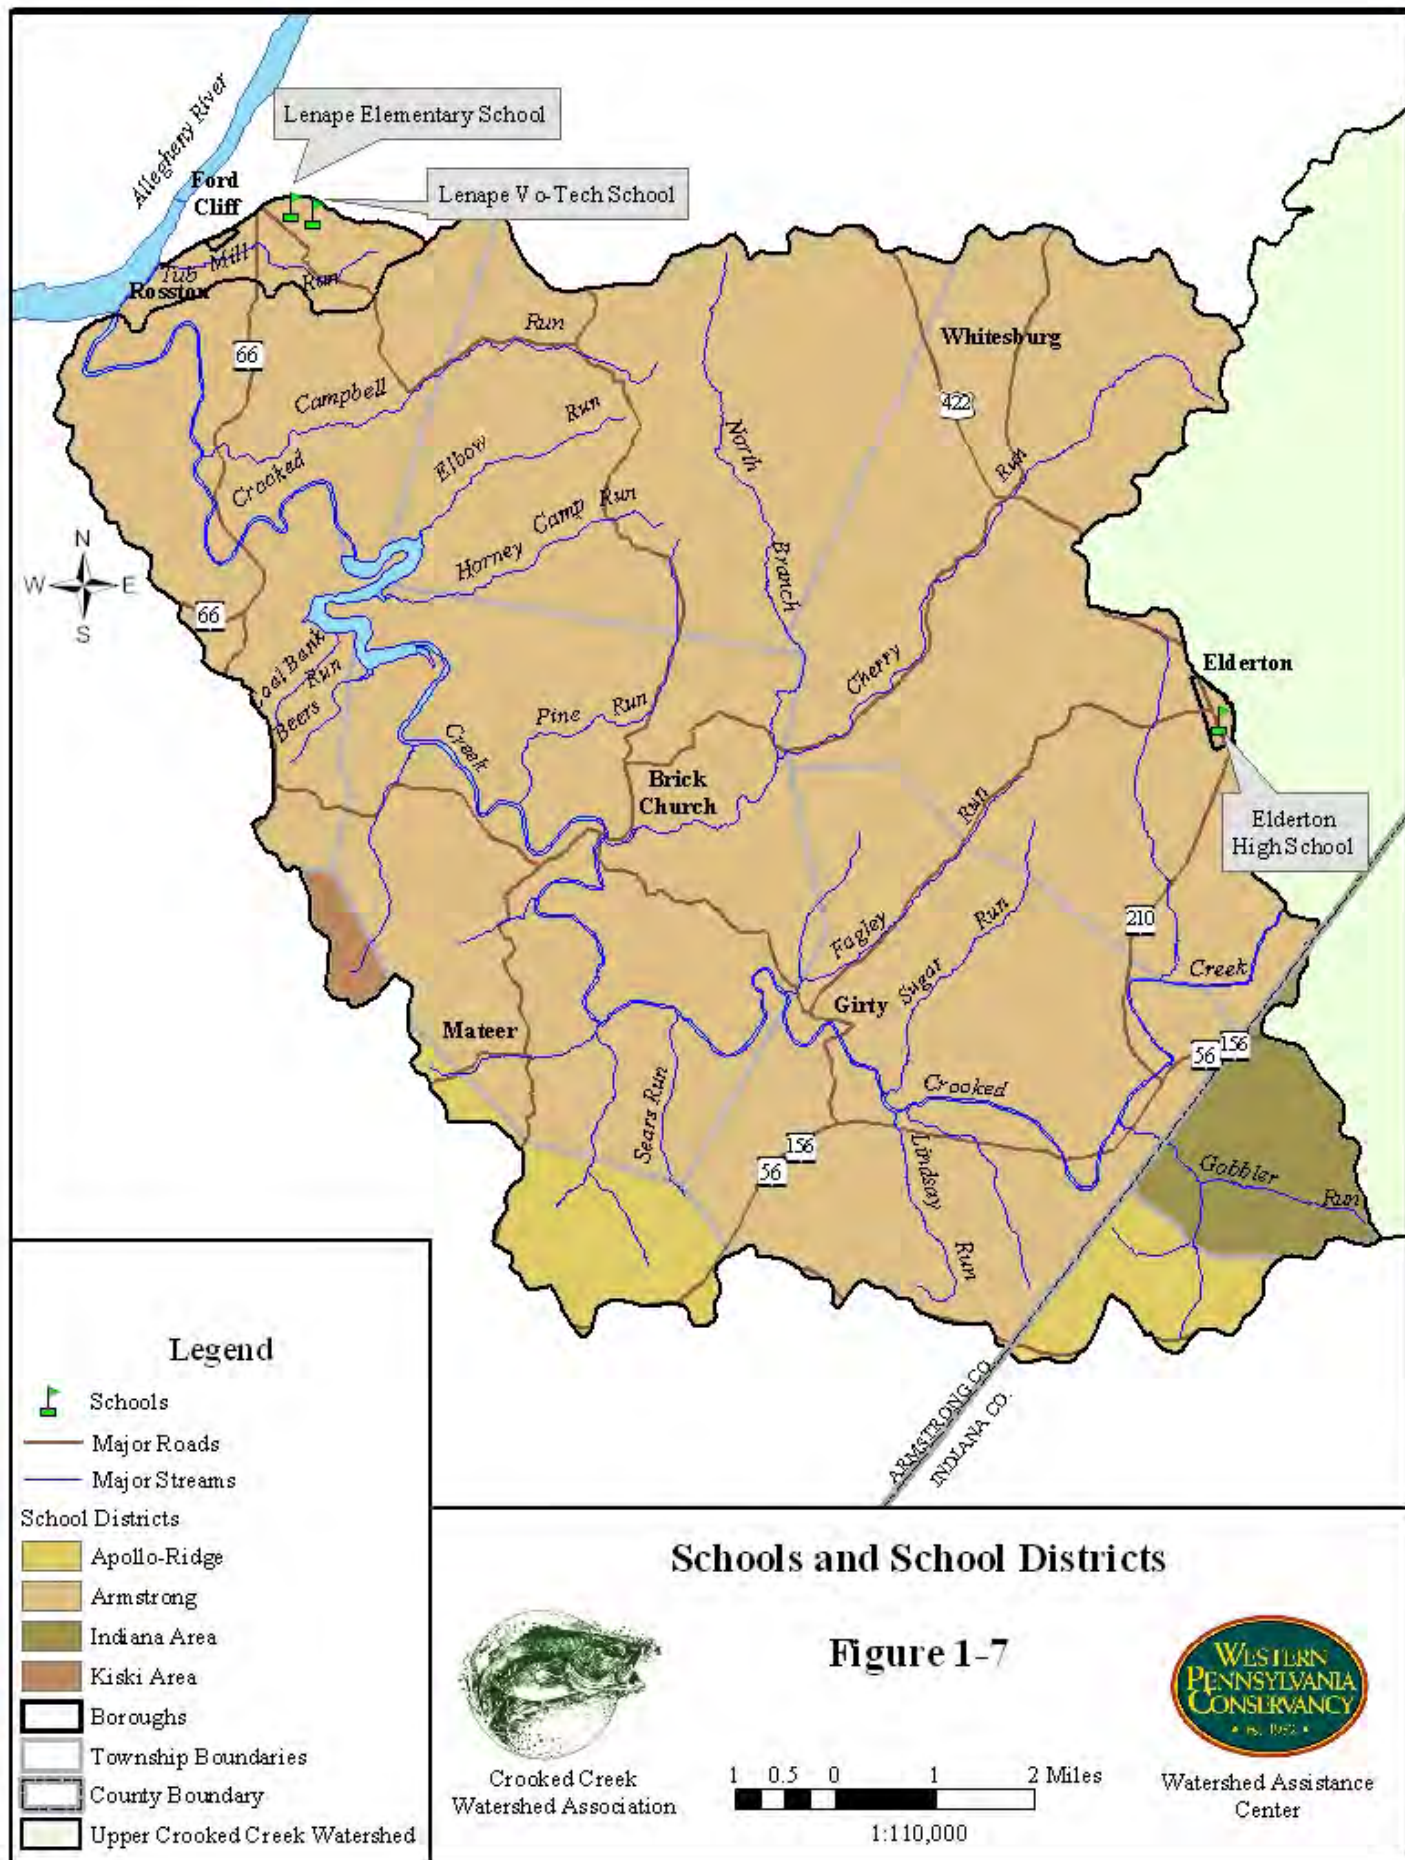 Allegheny River
Lenape Elementary School
Lenape Vo-Tech School
Ford
Cliff
Tub Mill
Run
Rosston
66
Run
Campbell
Whitesburg
422
Run
Elbow
North
Run
Crooked
Horney Camp Run
Branch
N
W E
S
66
Coal Bank
Run
Beers
Cherry
Elderton
Pine Run
Creek
Brick
Church
Run
Elderton
High School
Run
Fagley
Sugar
210
Creek
Girty
Mateer
56
156
Crooked
Sears Run
156
56
Lindsay
Run
Gobbler
Run
ARMSTRONG CO.
INDIANA CO.
Legend
Schools
Major Roads
Major Streams
School Districts
Apollo-Ridge
Armstrong
Indiana Area
Kiski Area
Boroughs
Township Boundaries
County Boundary
Upper Crooked Creek Watershed
Schools and School Districts
Figure 1-7
Crooked Creek
Watershed Association
1 0.5 0 1 2 Miles
1:110,000
WESTERN
PENNSYLVANIA
CONSERVANCY
Watershed Assistance
Center